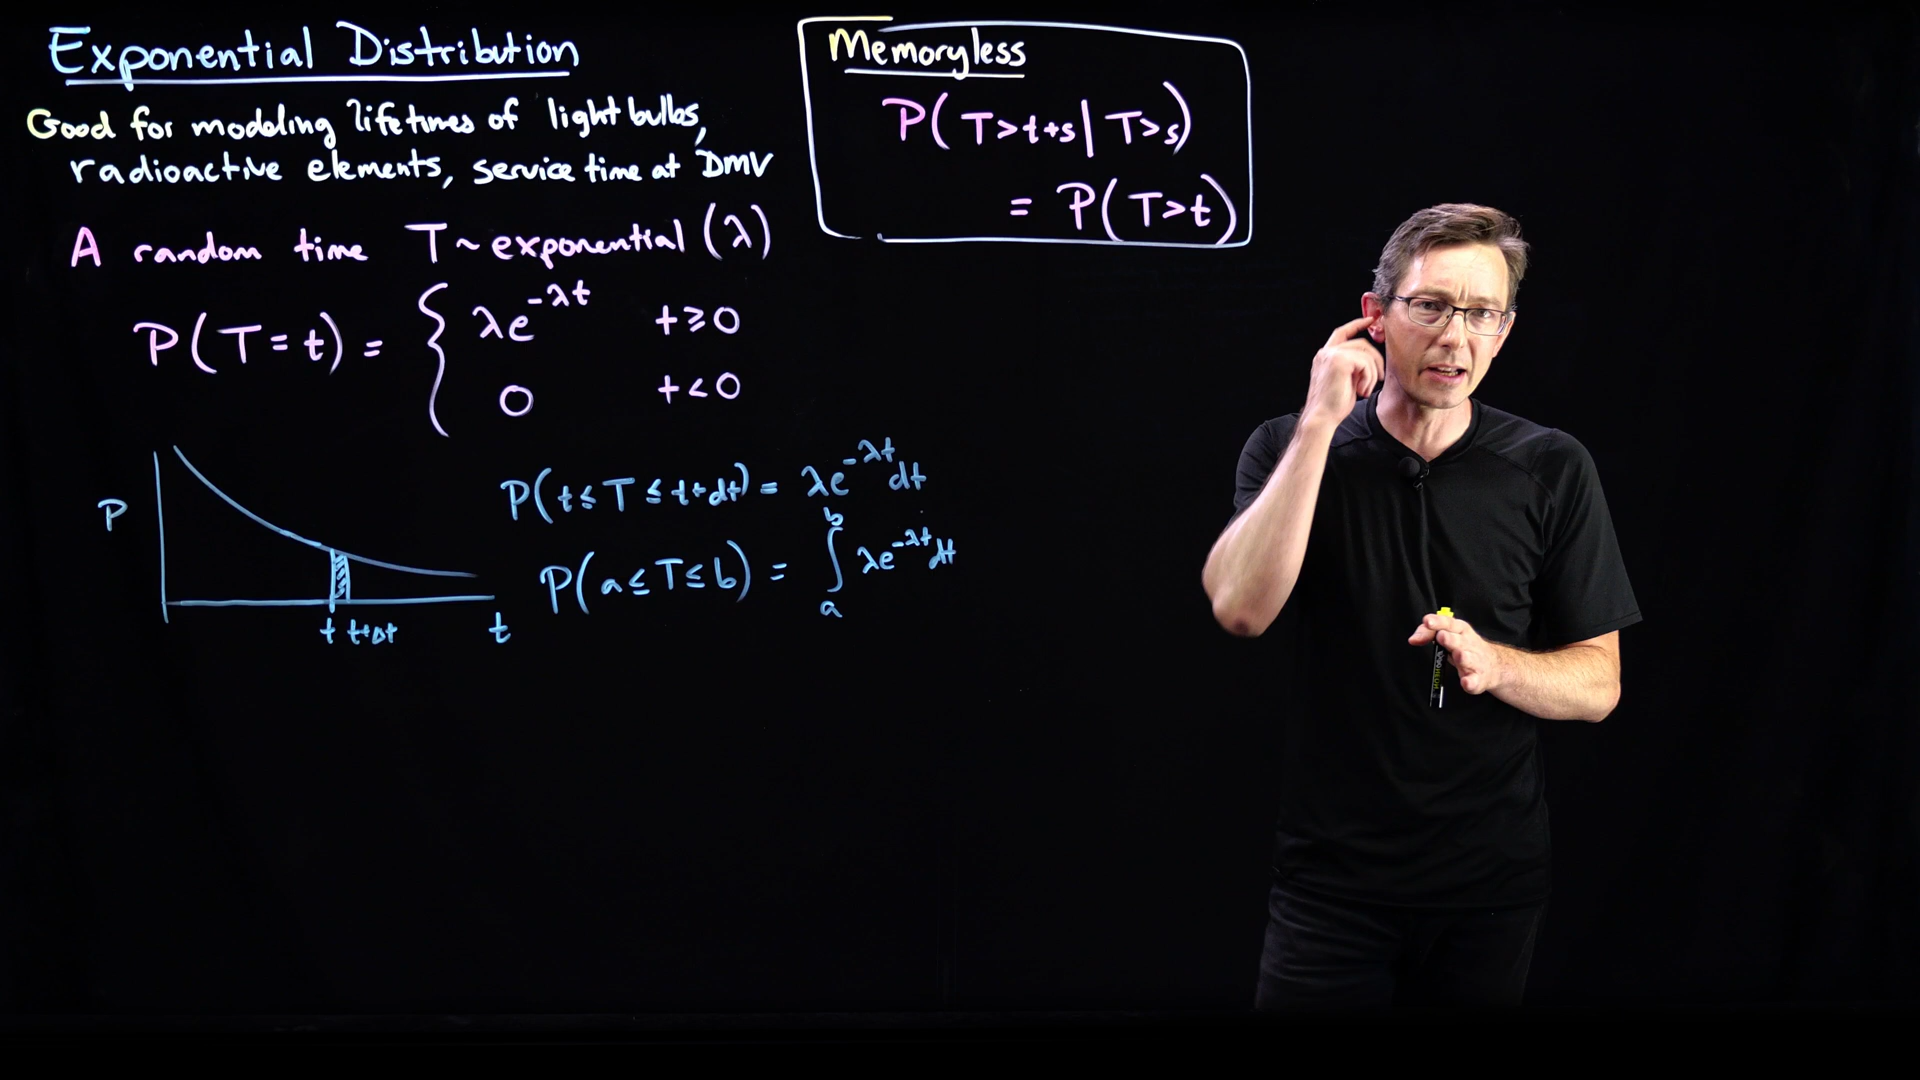 Exponential Distribution
Good for modeling lifetimes of light bulbs,
radioactive elements, service time at DMV
A random time T ~ exponential (λ)
P(T = t) = { λe^{-λt} t ≥ 0
0 t < 0
P
t t+Δt t
P(t ≤ T ≤ t+dt) = λe^{-λt} dt
P(a ≤ T ≤ b) = ∫_a^b λe^{-λt} dt
Memoryless
P(T > t+s | T > s)
= P(T > t)